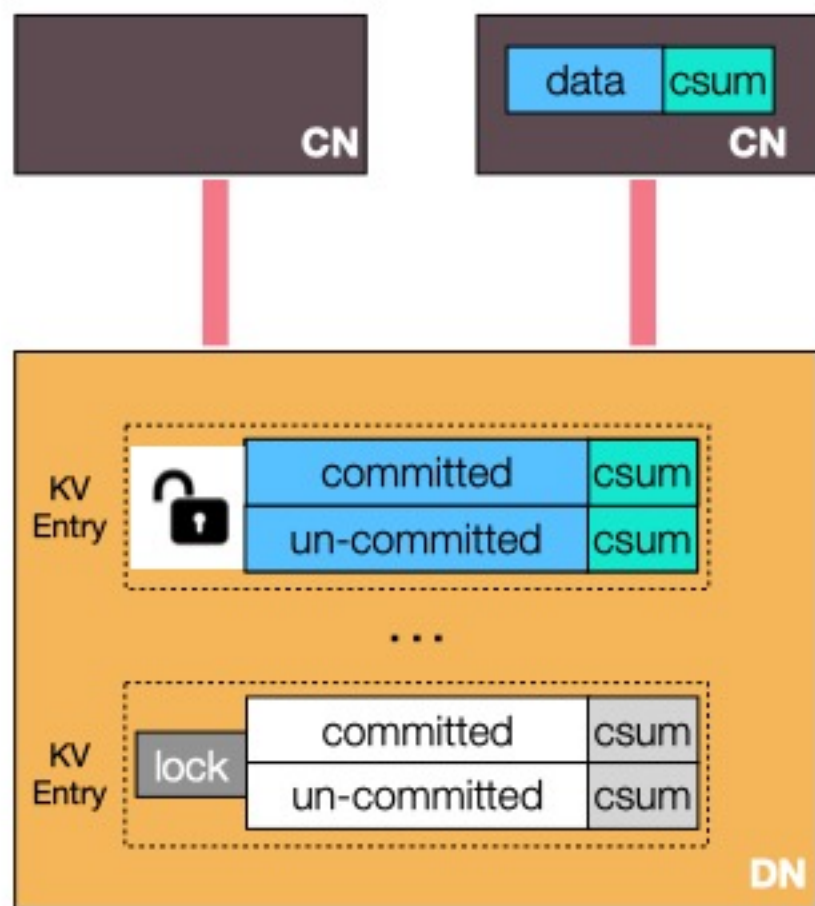 data csum
CN
CN
KV
Entry
committed csum
un-committed csum
...
KV
Entry
lock
committed csum
un-committed csum
DN